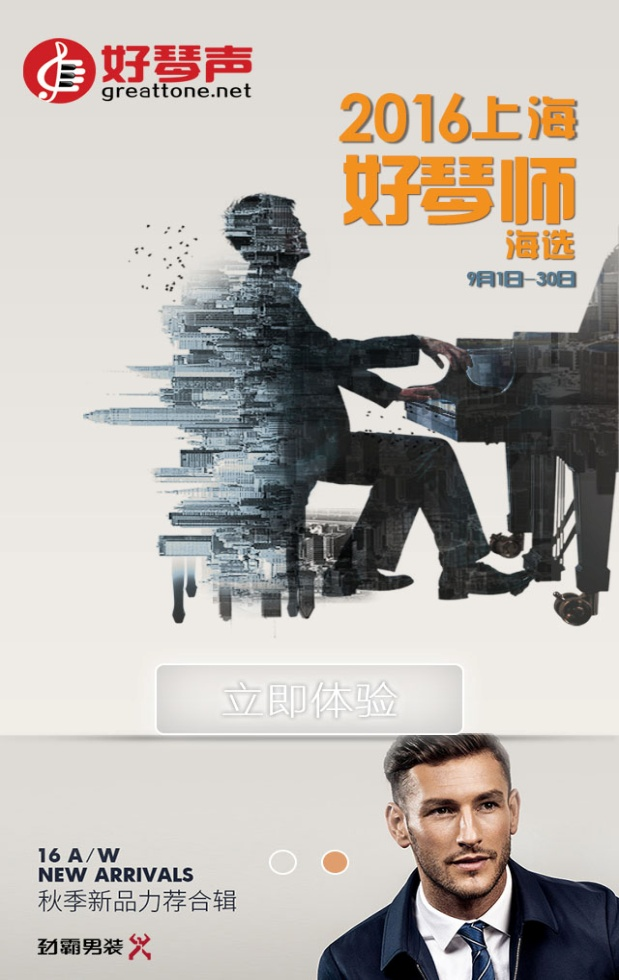 好琴声
greattone.net
2016上海
好琴师
海选
9月1日-30日
立即体验
16 A/W
NEW ARRIVALS
秋季新品力荐合辑
劲霸男装